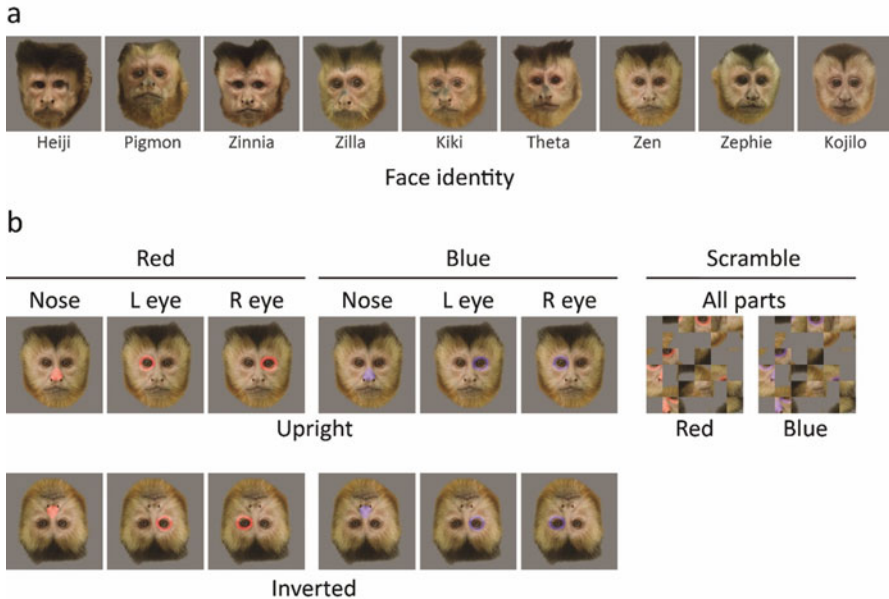 a
Heiji Pigmon Zinnia Zilla Kiki Theta Zen Zephie Kojilo
Face identity
b
Red Blue Scramble
Nose L eye R eye Nose L eye R eye All parts
Upright Red Blue
Inverted